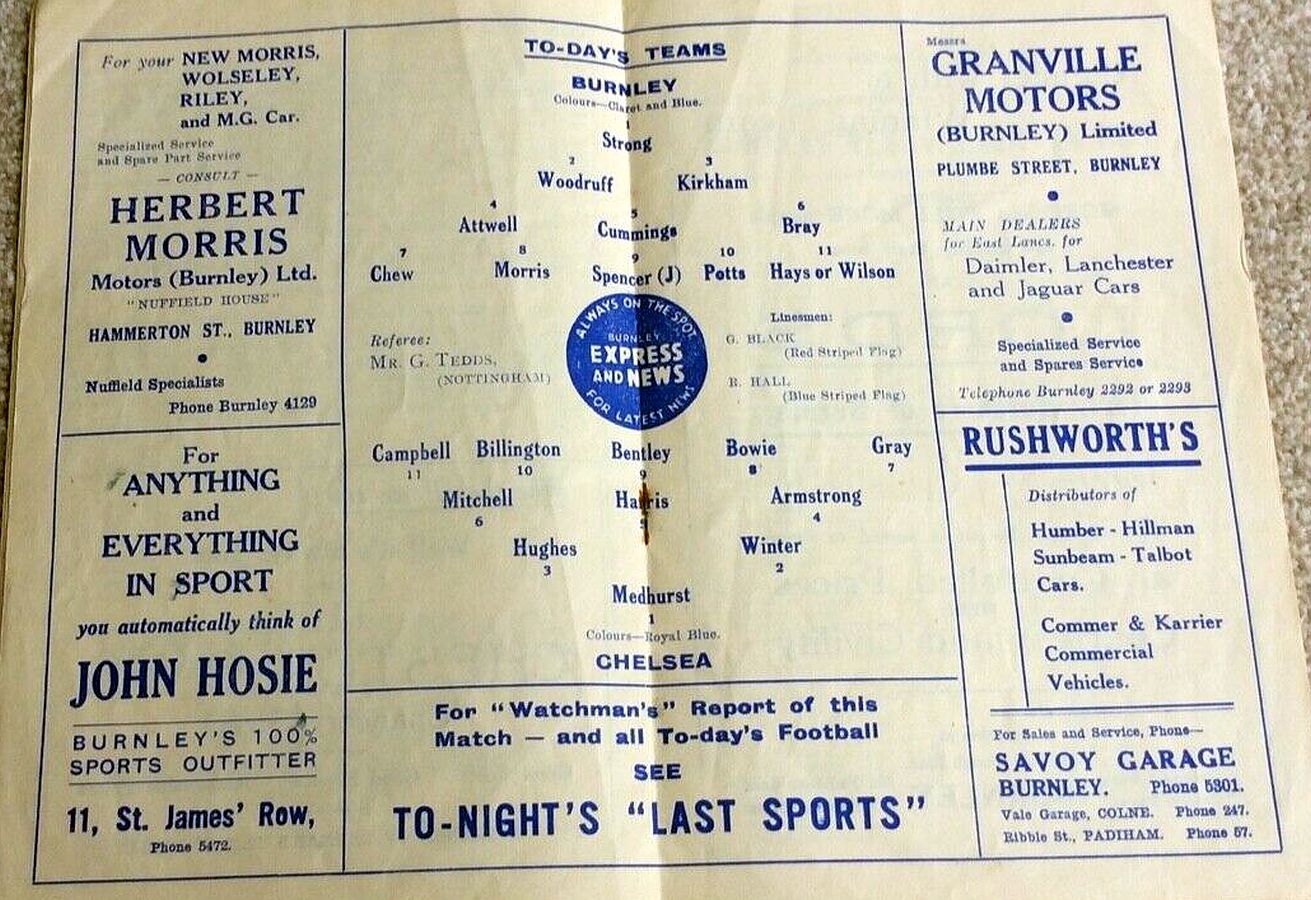 For your NEW MORRIS,
WOLSELEY,
RILEY,
and M.G. Car.
Specialized Service
and Spare Part Service
— CONSULT —
HERBERT
MORRIS
Motors (Burnley) Ltd.
"NUFFIELD HOUSE"
HAMMERTON ST., BURNLEY
Nuffield Specialists
Phone Burnley 4129
For
ANYTHING
and
EVERYTHING
IN SPORT
you automatically think of
JOHN HOSIE
BURNLEY'S 100%
SPORTS OUTFITTER
11, St. James' Row,
Phone 5472.
TO-DAY'S TEAMS
BURNLEY
Colours—Claret and Blue.
1
Strong
2 3
Woodruff Kirkham
4 5 6
Attwell Cummings Bray
7 8 9 10 11
Chew Morris Spencer (J) Potts Hays or Wilson
Referee:
MR. G. TEDDS,
(NOTTINGHAM)
ALWAYS ON THE SPOT
BURNLEY
EXPRESS
AND NEWS
FOR LATEST NEWS
Linesmen:
G. BLACK
(Red Striped Flag)
R. HALL
(Blue Striped Flag)
Campbell Billington Bentley Bowie Gray
11 10 9 8 7
Mitchell Harris Armstrong
6 5 4
Hughes Winter
3 2
Medhurst
1
Colours—Royal Blue.
CHELSEA
For "Watchman's" Report of this
Match — and all To-day's Football
SEE
TO-NIGHT'S "LAST SPORTS"
Messrs
GRANVILLE
MOTORS
(BURNLEY) Limited
PLUMBE STREET, BURNLEY
MAIN DEALERS
for East Lancs. for
Daimler, Lanchester
and Jaguar Cars
Specialized Service
and Spares Service
Telephone Burnley 2292 or 2293
RUSHWORTH'S
Distributors of
Humber - Hillman
Sunbeam - Talbot
Cars.
Commer & Karrier
Commercial
Vehicles.
For Sales and Service, Phone—
SAVOY GARAGE
BURNLEY. Phone 5301.
Vale Garage, COLNE. Phone 247.
Ribble St., PADIHAM. Phone 57.